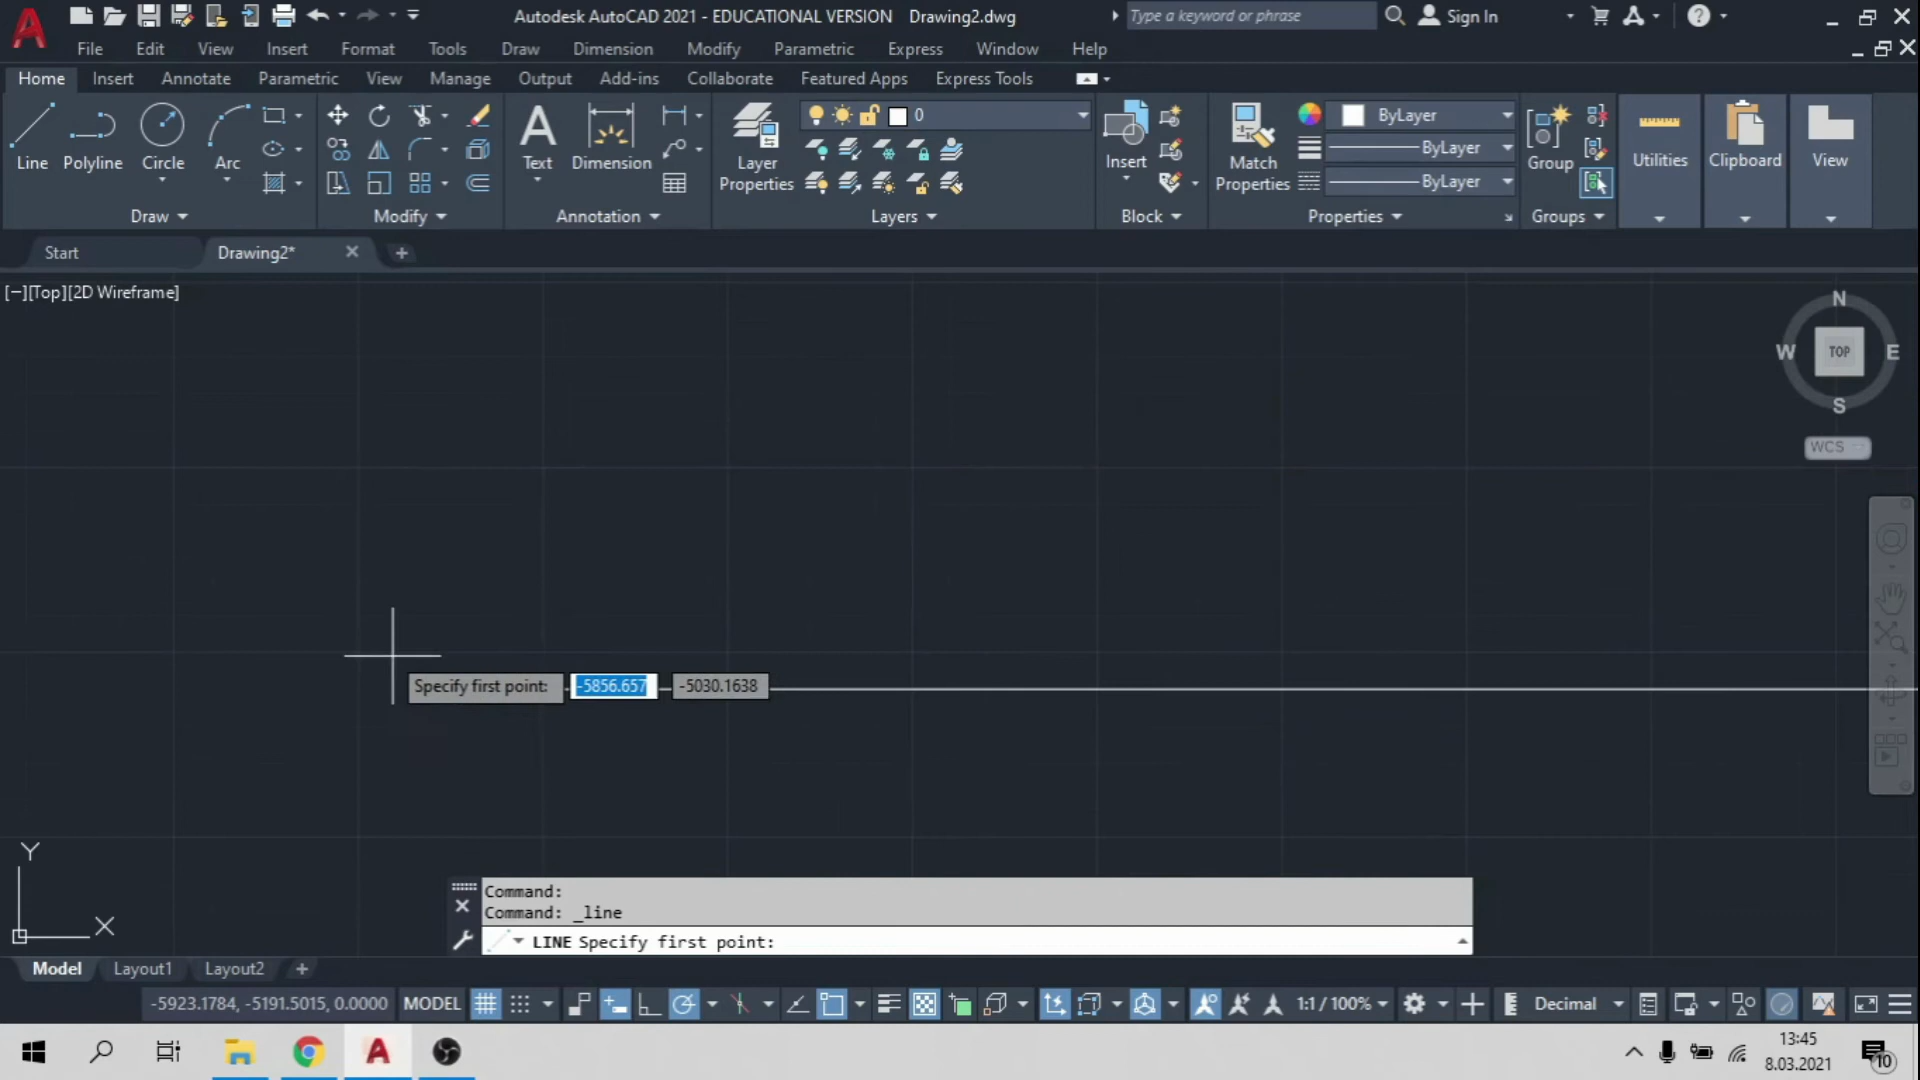 Autodesk AutoCAD 2021 - EDUCATIONAL VERSION Drawing2.dwg Type a keyword or phrase Sign In
File Edit View Insert Format Tools Draw Dimension Modify Parametric Express Window Help
Home Insert Annotate Parametric View Manage Output Add-ins Collaborate Featured Apps Express Tools
0 ByLayer
ByLayer
Line Polyline Circle Arc Text Dimension Layer Properties Insert Match Properties Group Utilities Clipboard View
ByLayer
Draw Modify Annotation Layers Block Properties Groups
Start Drawing2*
[−][Top][2D Wireframe]
N
W TOP E
S
WCS
Specify first point: -5856.657 -5030.1638
Y
X
Command:
Command: _line
LINE Specify first point:
Model Layout1 Layout2
-5923.1784, -5191.5015, 0.0000 MODEL 1:1 / 100% Decimal
13:45
8.03.2021
10